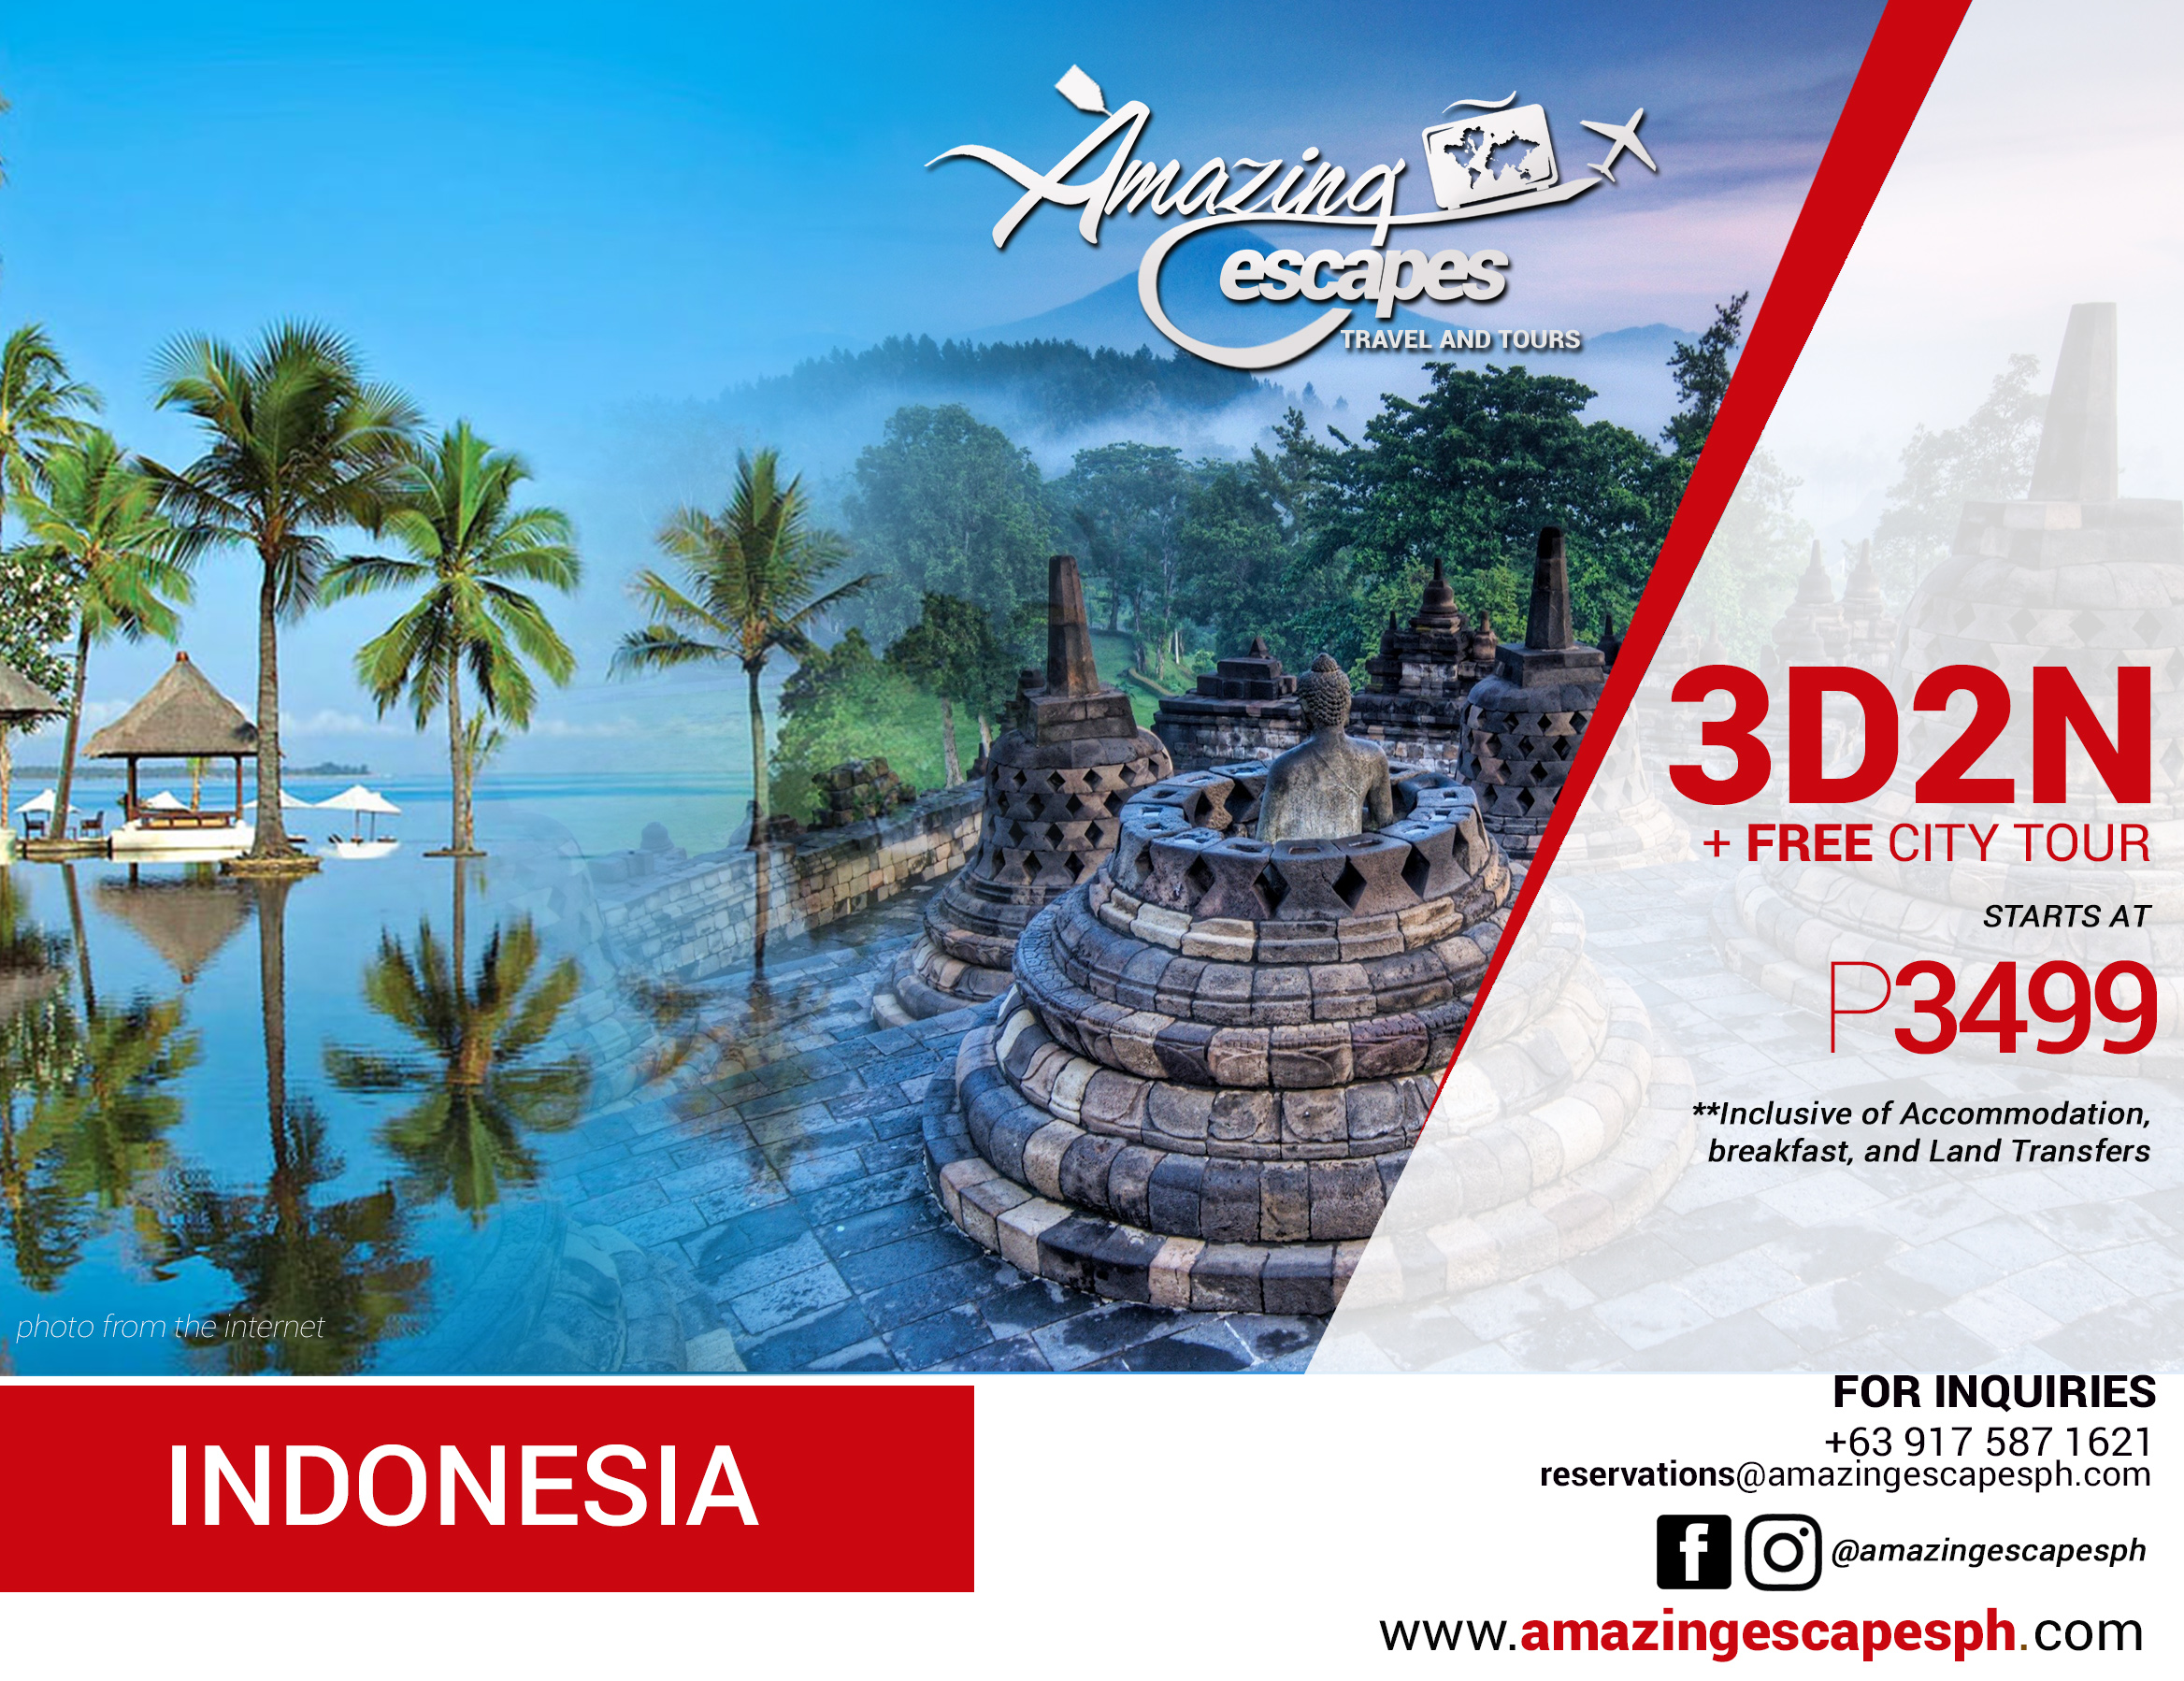 Amazing
escapes
TRAVEL AND TOURS
3D2N
+ FREE CITY TOUR
STARTS AT
P3499
**Inclusive of Accommodation,
breakfast, and Land Transfers
photo from the internet
INDONESIA
FOR INQUIRIES
+63 917 587 1621
reservations@amazingescapesph.com
@amazingescapesph
www.amazingescapesph.com